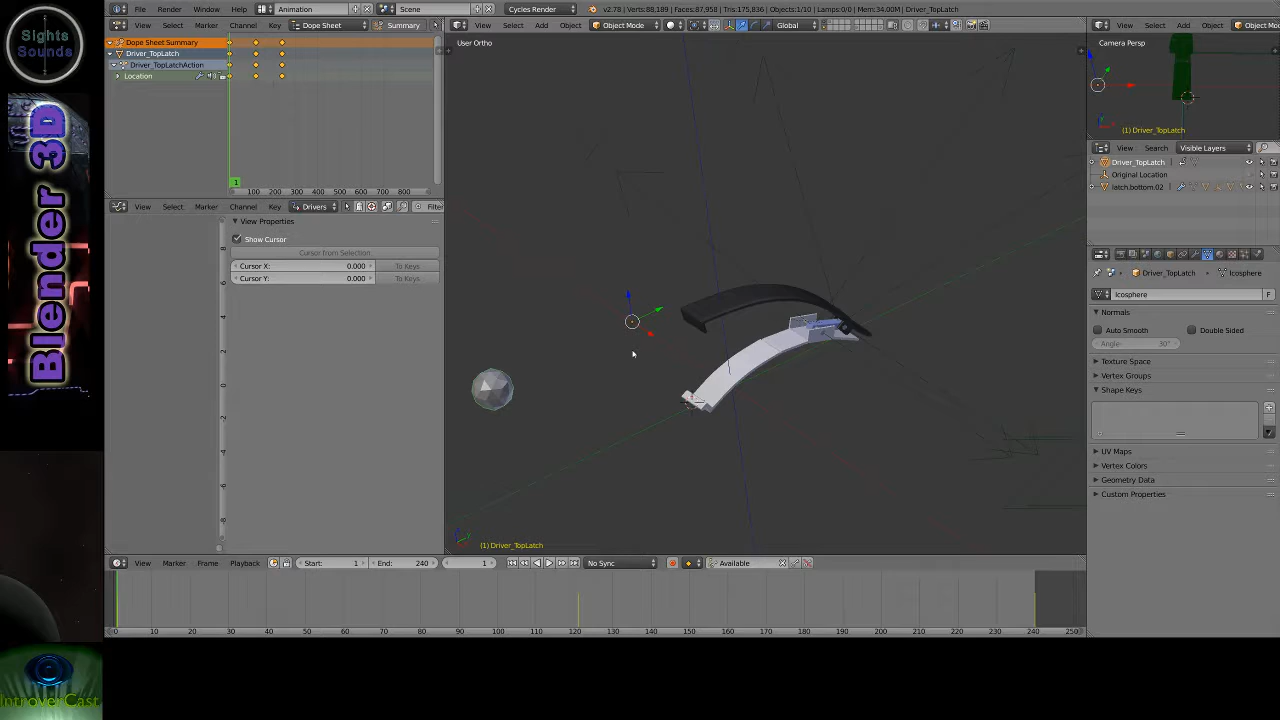 Sights
Sounds
Blender 3D
IntroverCast
File Render Window Help Animation Scene Cycles Render v2.78 | Verts:88,189 | Faces:87,958 | Tris:175,836 | Objects:1/10 | Lamps:0/0 | Mem:34.00M | Driver_TopLatch
View Select Marker Channel Key Dope Sheet Summary
Dope Sheet Summary
Driver_TopLatch
Driver_TopLatchAction
Location
1
100 200 300 400 500 600 700 800
View Select Marker Channel Key Drivers Filter
View Properties
Show Cursor
Cursor from Selection
Cursor X: 0.000 To Keys
Cursor Y: 0.000 To Keys
View Select Add Object Object Mode Global
User Ortho
(1) Driver_TopLatch
View Select Add Object Object Mo
Camera Persp
(1) Driver_TopLatch
View Search Visible Layers
Driver_TopLatch
Original Location
latch.bottom.02
Driver_TopLatch Icosphere
Icosphere F
Normals
Auto Smooth Double Sided
Angle: 30°
Texture Space
Vertex Groups
Shape Keys
UV Maps
Vertex Colors
Geometry Data
Custom Properties
View Marker Frame Playback Start: 1 End: 240 1 No Sync Available
0 10 20 30 40 50 60 70 80 90 100 110 120 130 140 150 160 170 180 190 200 210 220 230 240 250